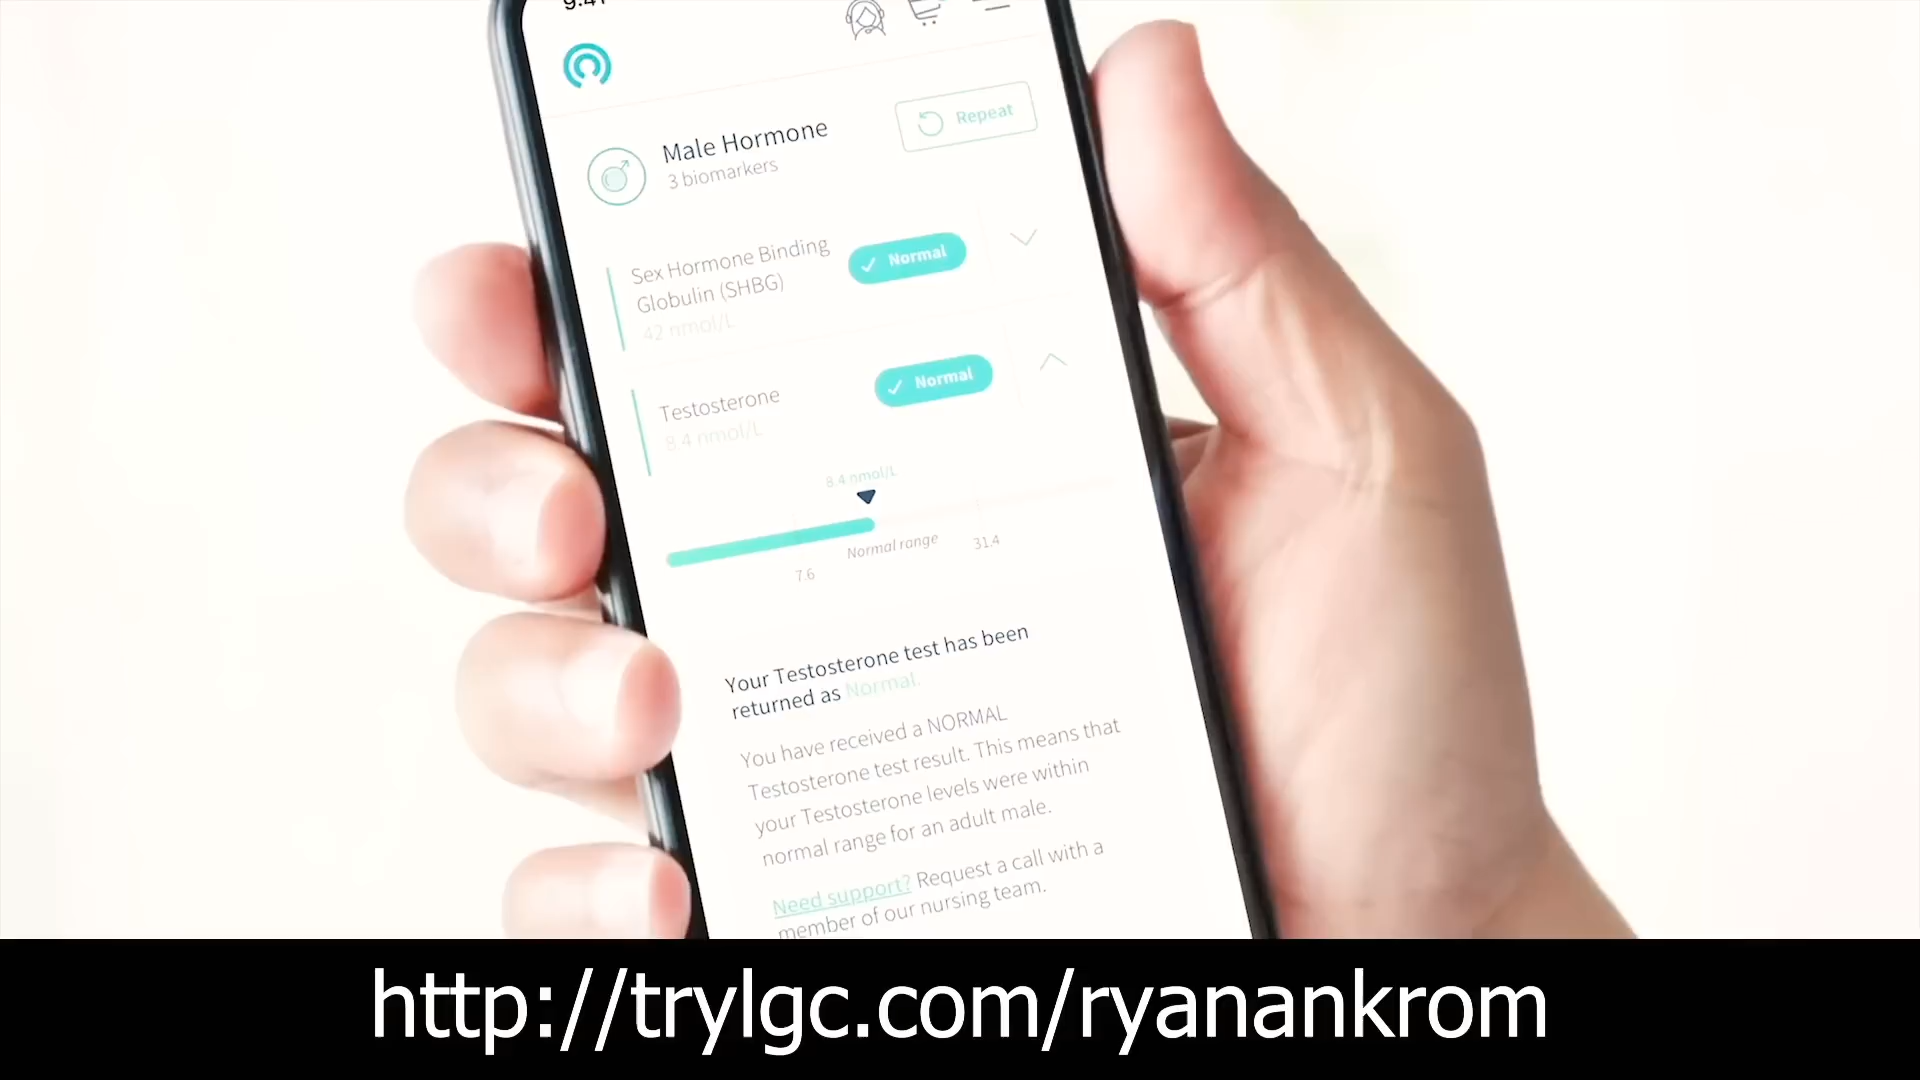 9:41
Male Hormone
3 biomarkers
Repeat
Sex Hormone Binding
Globulin (SHBG)
42 nmol/L
Normal
Testosterone
8.4 nmol/L
Normal
8.4 nmol/L
7.6
Normal range
31.4
Your Testosterone test has been
returned as Normal.
You have received a NORMAL
Testosterone test result. This means that
your Testosterone levels were within
normal range for an adult male.
Need support? Request a call with a
member of our nursing team.
http://trylgc.com/ryanankrom